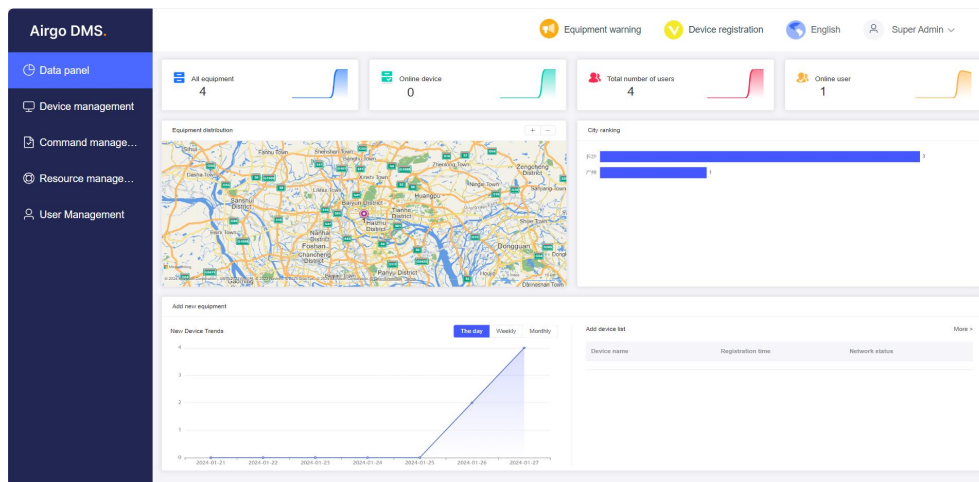 Airgo DMS.
Equipment warning
Device registration
English
Super Admin
Data panel
Device management
Command manage...
Resource manage...
User Management
All equipment
4
Online device
0
Total number of users
4
Online user
1
Equipment distribution
+ −
City ranking
3
1
Zengcheng
District
Sanshui
District
Baiyun District
Huangpu
Tianhe
District
Haizhu
District
Nanhai
District
Foshan
Chancheng
District
Dongguan
Panyu District
Houjie
Add new equipment
New Device Trends
The day
Weekly
Monthly
4
3
2
1
0
2024-01-21
2024-01-22
2024-01-23
2024-01-24
2024-01-25
2024-01-26
2024-01-27
Add device list
More +
Device name
Registration time
Network status